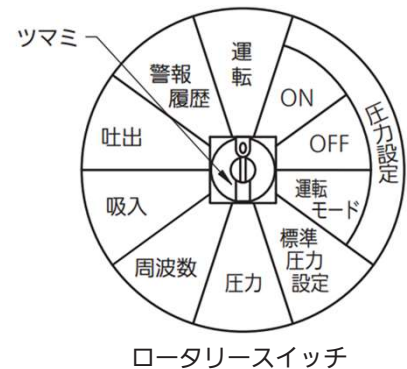 ツマミ
運
転
ON
OFF
圧力設定
運転
モード
標準
圧力
設定
圧力
周波数
吸入
吐出
警報
履歴
ロータリースイッチ